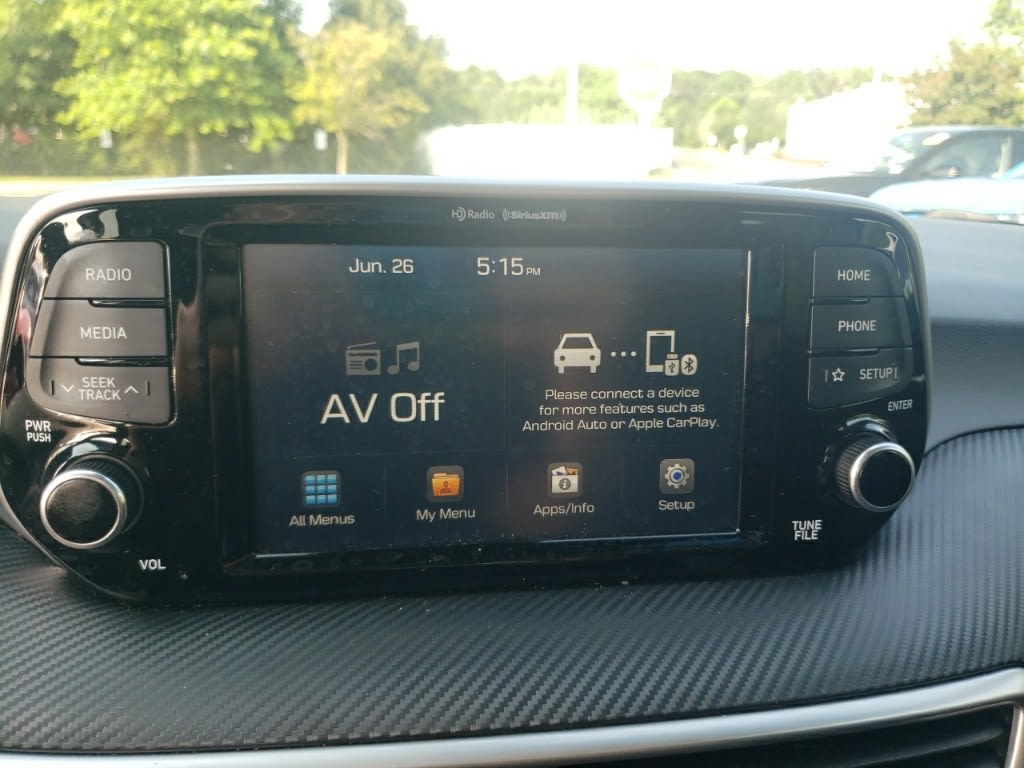 HD Radio ((SiriusXM))
RADIO
MEDIA
SEEK
TRACK
PWR
PUSH
VOL
Jun. 26 5:15 PM
AV Off
Please connect a device
for more features such as
Android Auto or Apple CarPlay.
All Menus
My Menu
Apps/Info
Setup
HOME
PHONE
☆ SETUP
ENTER
TUNE
FILE